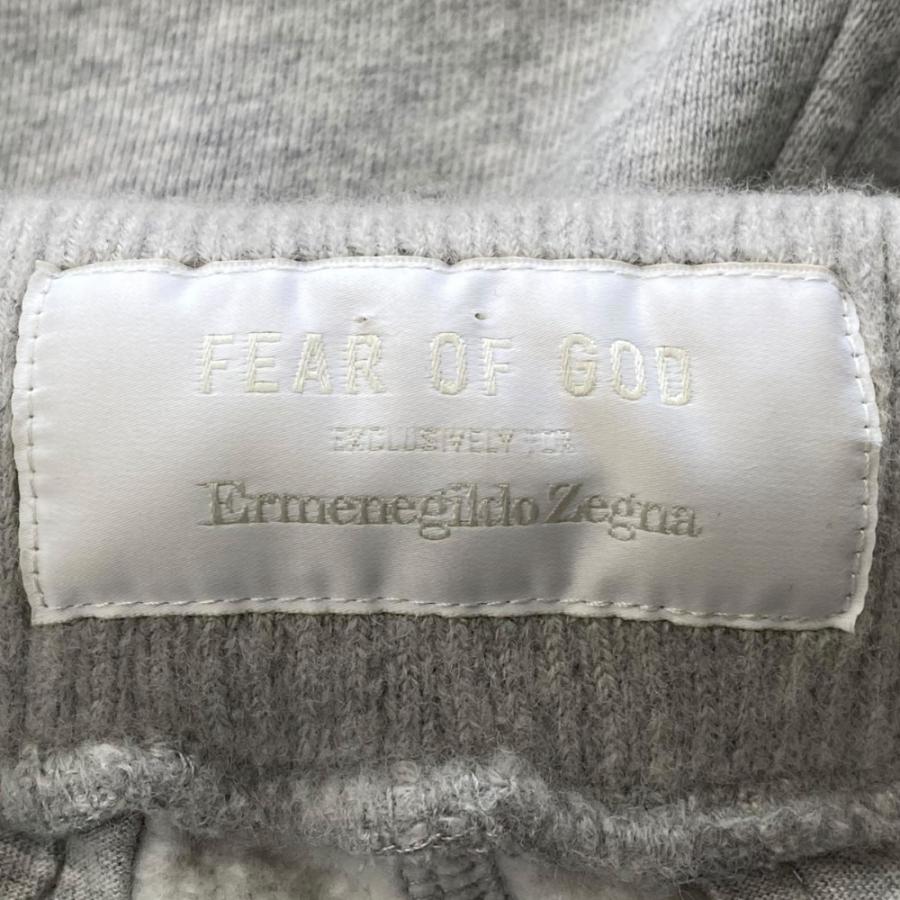 FEAR OF GOD
EXCLUSIVELY FOR
Ermenegildo Zegna